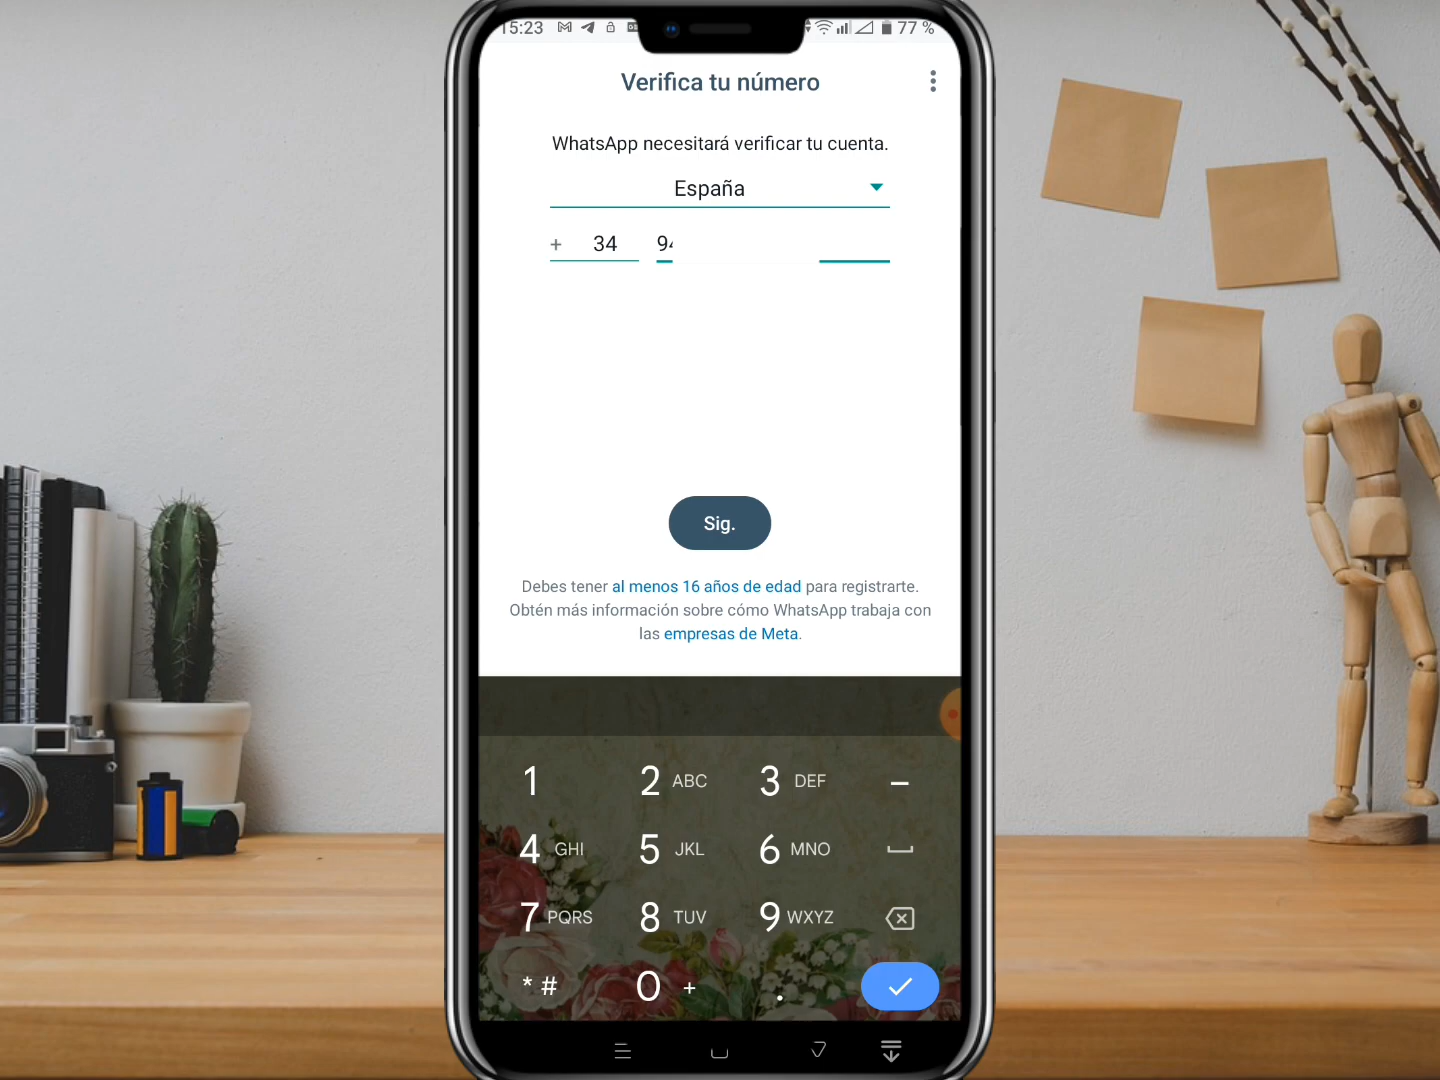 15:23 77 %
Verifica tu número
WhatsApp necesitará verificar tu cuenta.
España
+ 34 94
Sig.
Debes tener al menos 16 años de edad para registrarte.
Obtén más información sobre cómo WhatsApp trabaja con
las empresas de Meta.
1 2 ABC 3 DEF –
4 GHI 5 JKL 6 MNO
7 PQRS 8 TUV 9 WXYZ
* # 0 + .